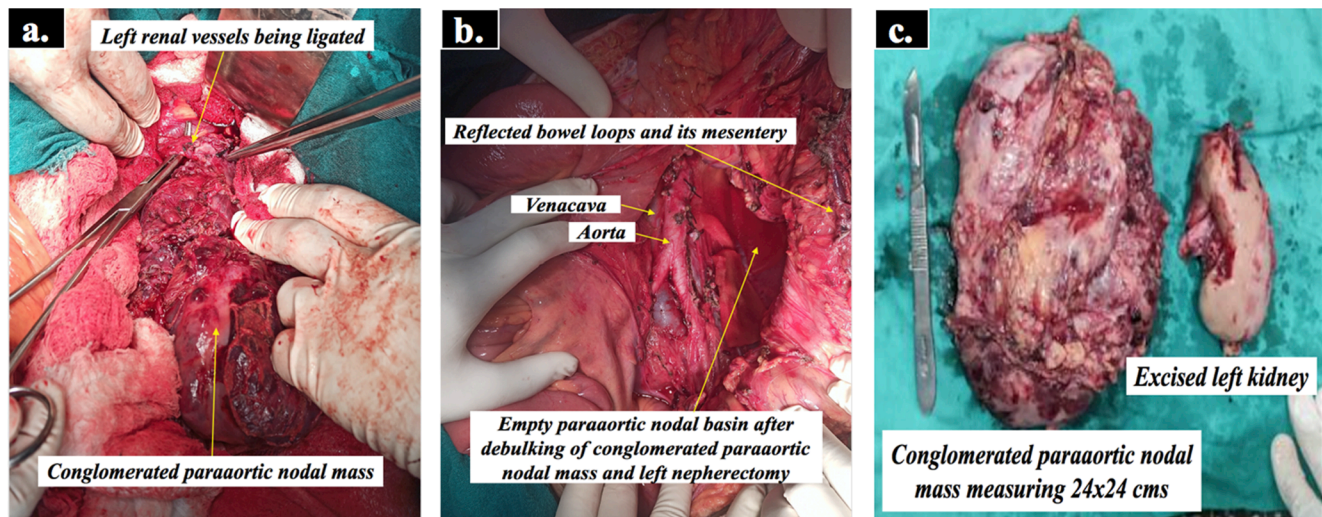 a.
Left renal vessels being ligated
Conglomerated paraaortic nodal mass
b.
Reflected bowel loops and its mesentery
Venacava
Aorta
Empty paraaortic nodal basin after
debulking of conglomerated paraaortic
nodal mass and left nepherectomy
c.
Excised left kidney
Conglomerated paraaortic nodal
mass measuring 24x24 cms